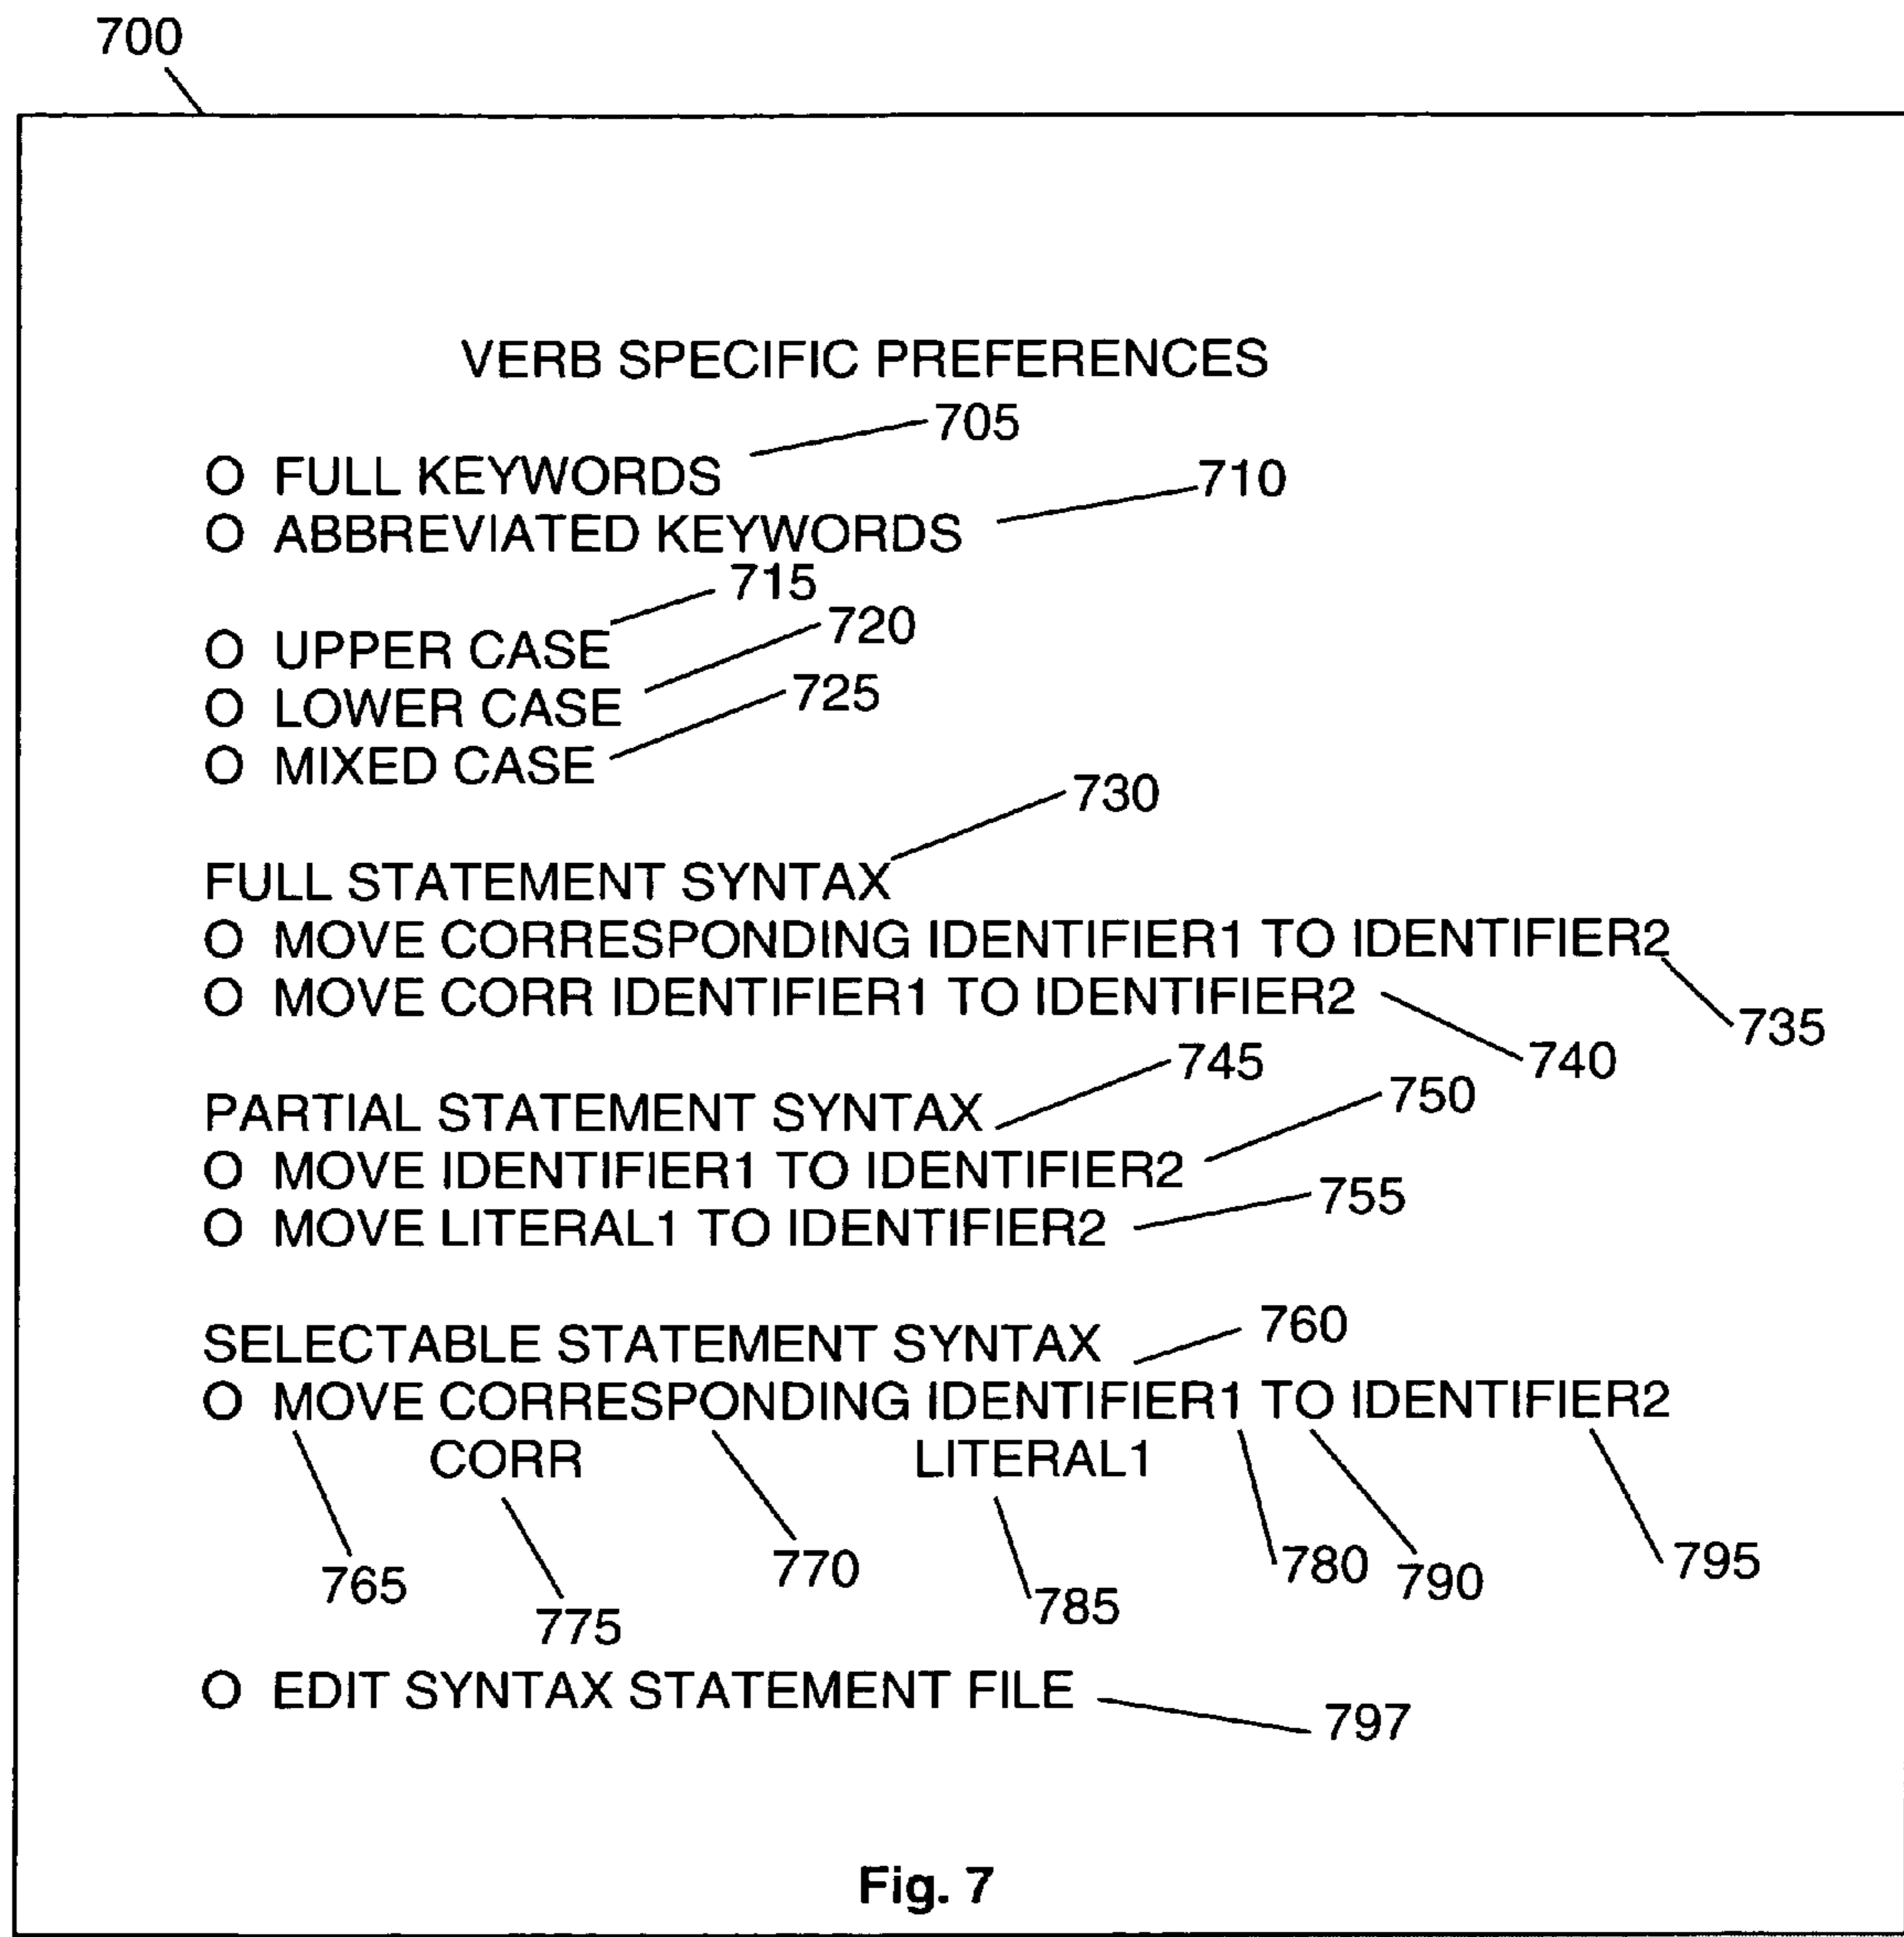 700
VERB SPECIFIC PREFERENCES
705
O FULL KEYWORDS
710
O ABBREVIATED KEYWORDS
715
O UPPER CASE
720
O LOWER CASE
725
O MIXED CASE
730
FULL STATEMENT SYNTAX
O MOVE CORRESPONDING IDENTIFIER1 TO IDENTIFIER2
O MOVE CORR IDENTIFIER1 TO IDENTIFIER2
735
740
745
PARTIAL STATEMENT SYNTAX
750
O MOVE IDENTIFIER1 TO IDENTIFIER2
755
O MOVE LITERAL1 TO IDENTIFIER2
SELECTABLE STATEMENT SYNTAX
760
O MOVE CORRESPONDING IDENTIFIER1 TO IDENTIFIER2
CORR LITERAL1
765 770 780 790 795
775 785
O EDIT SYNTAX STATEMENT FILE
797
Fig. 7